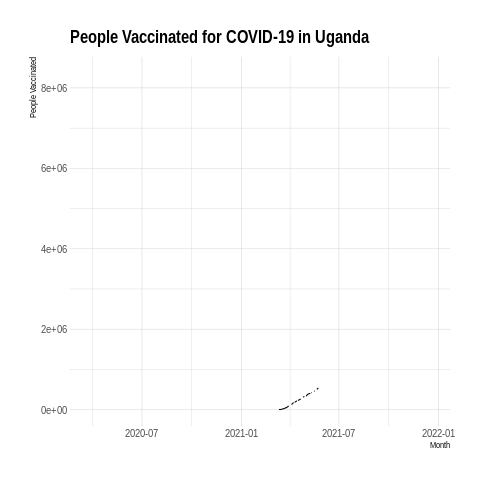 People Vaccinated for COVID-19 in Uganda
People Vaccinated
8e+06
6e+06
4e+06
2e+06
0e+00
2020-07 2021-01 2021-07 2022-01
Month